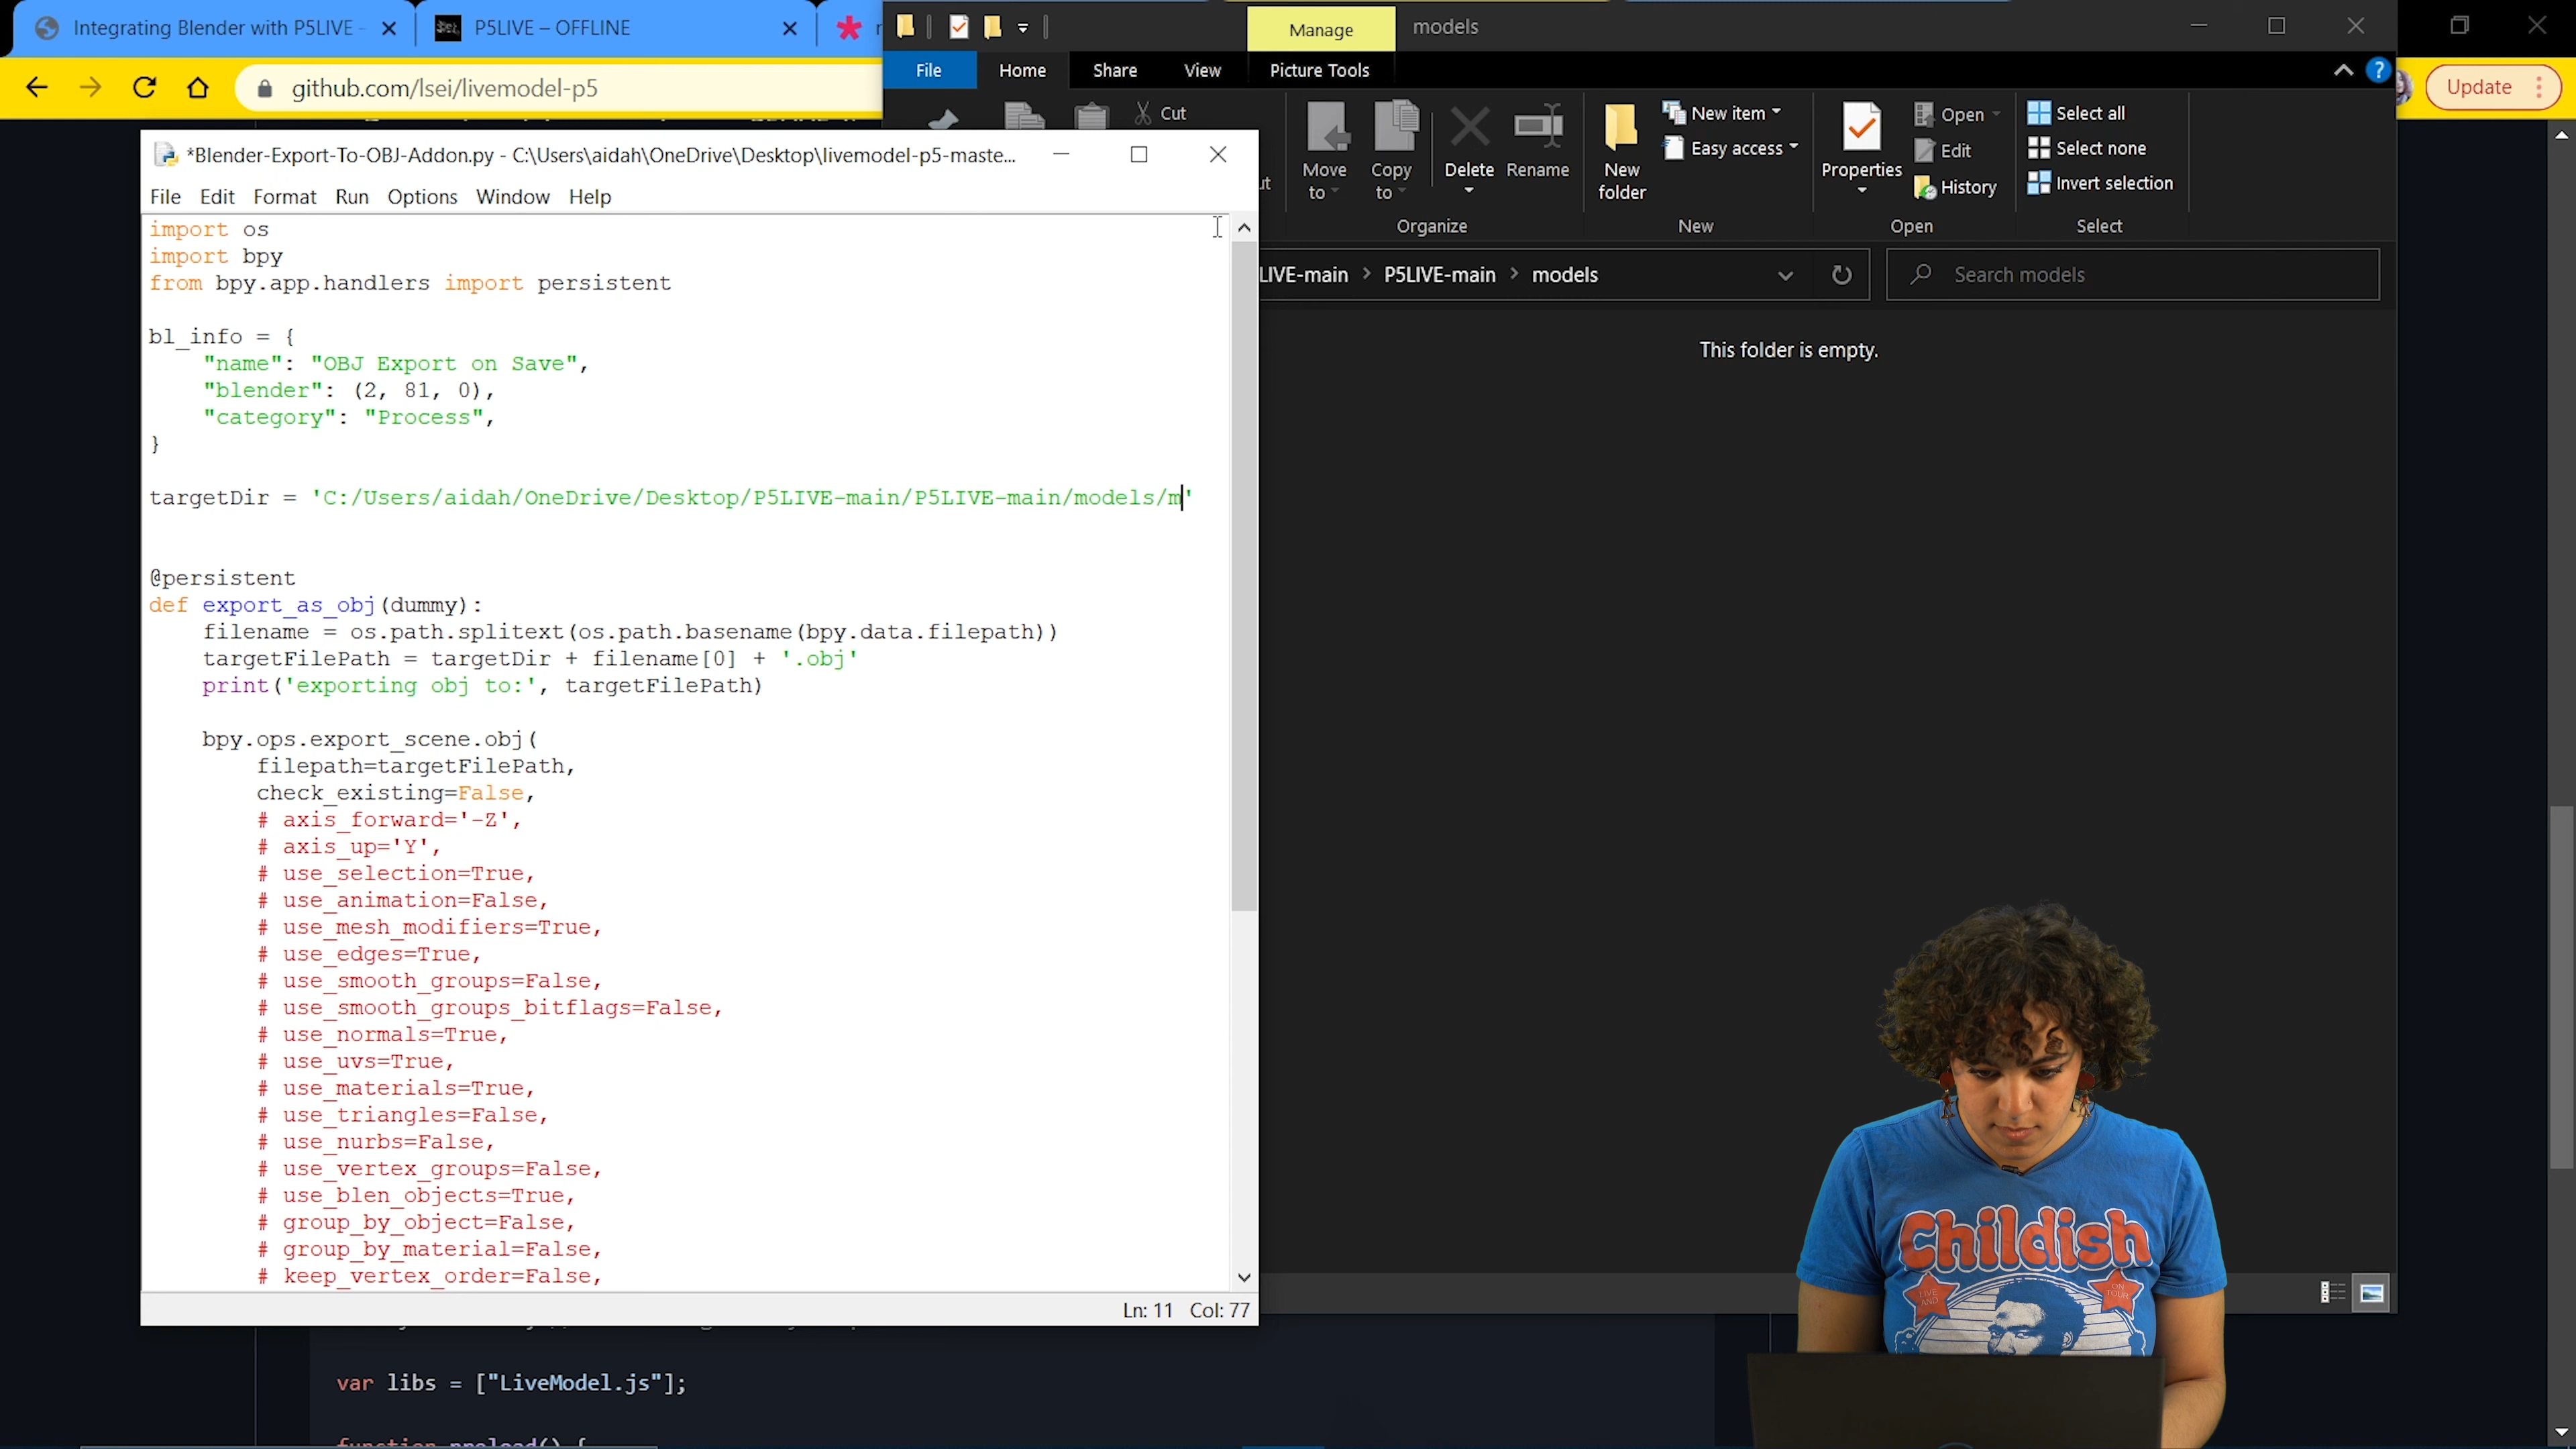 Integrating Blender with P5LIVE -
P5LIVE – OFFLINE
Manage
models
github.com/lsei/livemodel-p5
Update
File
Home
Share
View
Picture Tools
Cut
Move to
Copy to
Delete
Rename
New folder
New item
Easy access
Properties
Open
Edit
History
Select all
Select none
Invert selection
Organize
New
Open
Select
LIVE-main > P5LIVE-main > models
Search models
This folder is empty.
*Blender-Export-To-OBJ-Addon.py - C:\Users\aidah\OneDrive\Desktop\livemodel-p5-maste...
File Edit Format Run Options Window Help
import os
import bpy
from bpy.app.handlers import persistent
bl_info = {
"name": "OBJ Export on Save",
"blender": (2, 81, 0),
"category": "Process",
}
targetDir = 'C:/Users/aidah/OneDrive/Desktop/P5LIVE-main/P5LIVE-main/models/m'
@persistent
def export_as_obj(dummy):
filename = os.path.splitext(os.path.basename(bpy.data.filepath))
targetFilePath = targetDir + filename[0] + '.obj'
print('exporting obj to:', targetFilePath)
bpy.ops.export_scene.obj(
filepath=targetFilePath,
check_existing=False,
# axis_forward='-Z',
# axis_up='Y',
# use_selection=True,
# use_animation=False,
# use_mesh_modifiers=True,
# use_edges=True,
# use_smooth_groups=False,
# use_smooth_groups_bitflags=False,
# use_normals=True,
# use_uvs=True,
# use_materials=True,
# use_triangles=False,
# use_nurbs=False,
# use_vertex_groups=False,
# use_blen_objects=True,
# group_by_object=False,
# group_by_material=False,
# keep_vertex_order=False,
Ln: 11 Col: 77
var libs = ["LiveModel.js"];
Childish
LIVE AND
ON TOUR